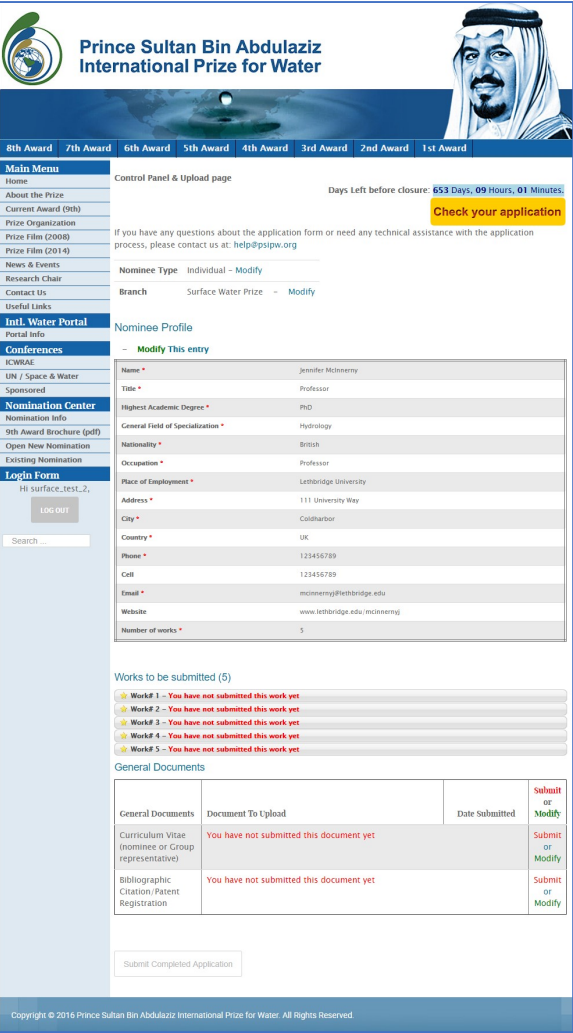 Prince Sultan Bin Abdulaziz
International Prize for Water
8th Award 7th Award 6th Award 5th Award 4th Award 3rd Award 2nd Award 1st Award
Main Menu
Home
About the Prize
Current Award (9th)
Prize Organization
Prize Film (2008)
Prize Film (2014)
News & Events
Research Chair
Contact Us
Useful Links
Intl. Water Portal
Portal Info
Conferences
ICWRAE
UN / Space & Water
Sponsored
Nomination Center
Nomination Info
9th Award Brochure (pdf)
Open New Nomination
Existing Nomination
Login Form
Hi surface_test_2,
LOG OUT
Search ...
Control Panel & Upload page
Days Left before closure: 653 Days, 09 Hours, 01 Minutes.
Check your application
If you have any questions about the application form or need any technical assistance with the application
process, please contact us at: help@psipw.org
Nominee Type Individual – Modify
Branch Surface Water Prize – Modify
Nominee Profile
– Modify This entry
Name * Jennifer McInnerny
Title * Professor
Highest Academic Degree * PhD
General Field of Specialization * Hydrology
Nationality * British
Occupation * Professor
Place of Employment * Lethbridge University
Address * 111 University Way
City * Coldharbor
Country * UK
Phone * 123456789
Cell 123456789
Email * mcinnernyj@lethbridge.edu
Website www.lethbridge.edu/mcinnernyj
Number of works * 5
Works to be submitted (5)
Work# 1 – You have not submitted this work yet
Work# 2 – You have not submitted this work yet
Work# 3 – You have not submitted this work yet
Work# 4 – You have not submitted this work yet
Work# 5 – You have not submitted this work yet
General Documents
General Documents Document To Upload Date Submitted Submit
or
Modify
Curriculum Vitae You have not submitted this document yet Submit
(nominee or Group or
representative) Modify
Bibliographic You have not submitted this document yet Submit
Citation/Patent or
Registration Modify
Submit Completed Application
Copyright © 2016 Prince Sultan Bin Abdulaziz International Prize for Water. All Rights Reserved.